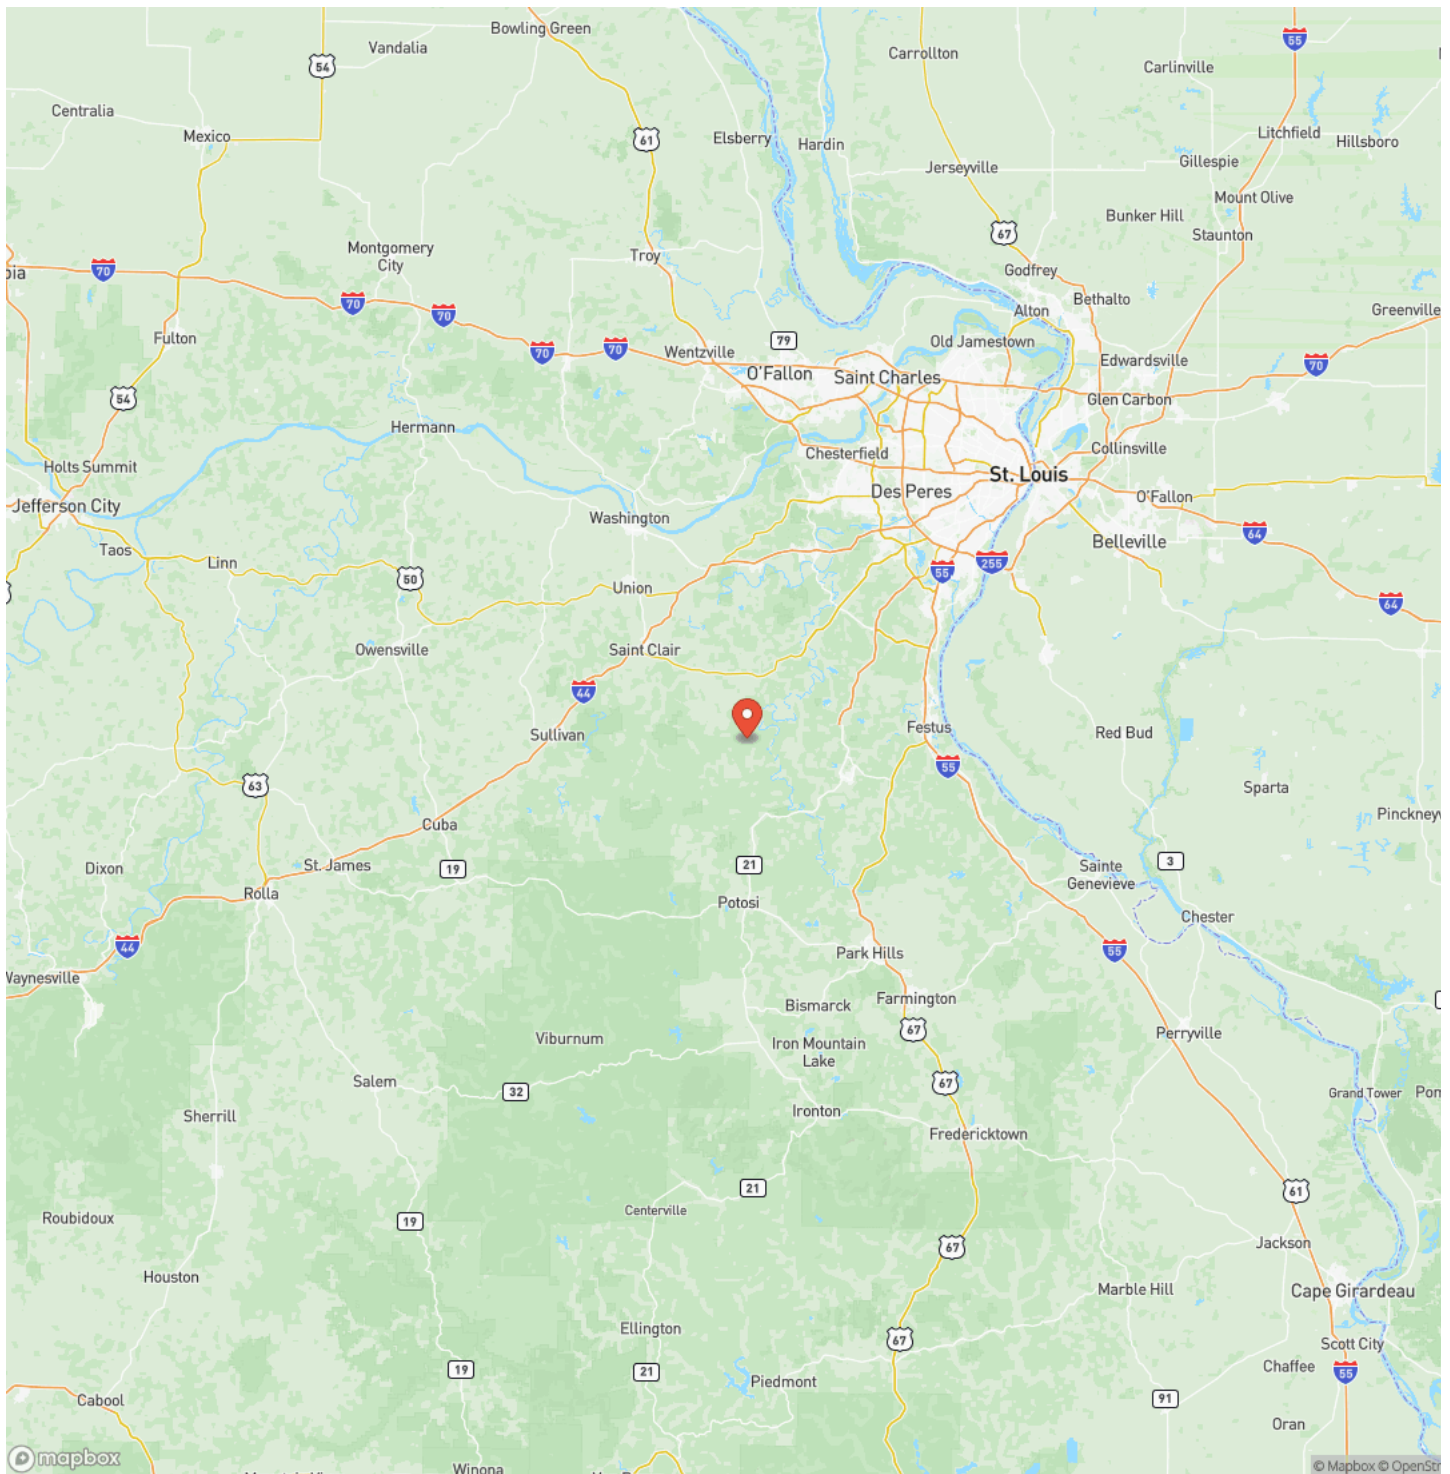 Bowling Green
Vandalia
54
55
Carrollton
Carlinville
Centralia
Mexico
61
Elsberry
Hardin
Litchfield
Hillsboro
Gillespie
Jerseyville
Mount Olive
Bunker Hill
67
Staunton
Montgomery
City
Troy
70
Godfrey
Bethalto
Alton
70
70
Greenville
Fulton
79
Old Jamestown
70
70
Wentzville
Edwardsville
70
O'Fallon
Saint Charles
54
Glen Carbon
Hermann
Collinsville
Chesterfield
Holts Summit
St. Louis
Des Peres
O'Fallon
Jefferson City
Washington
64
Belleville
Taos
Linn
255
55
50
Union
64
Owensville
Saint Clair
44
Festus
Red Bud
Sullivan
55
63
Sparta
Pinckney
Cuba
Dixon
St. James
19
21
3
Sainte
Genevieve
Rolla
Potosi
Chester
44
55
Park Hills
Waynesville
Bismarck
Farmington
67
Perryville
Viburnum
Iron Mountain
Lake
Salem
67
32
Grand Tower
Sherrill
Ironton
Fredericktown
21
61
Centerville
Roubidoux
19
67
Jackson
Houston
Marble Hill
Cape Girardeau
Ellington
67
Scott City
19
21
Chaffee
55
Piedmont
91
Cabool
Oran
mapbox
Winona
© Mapbox © OpenStr